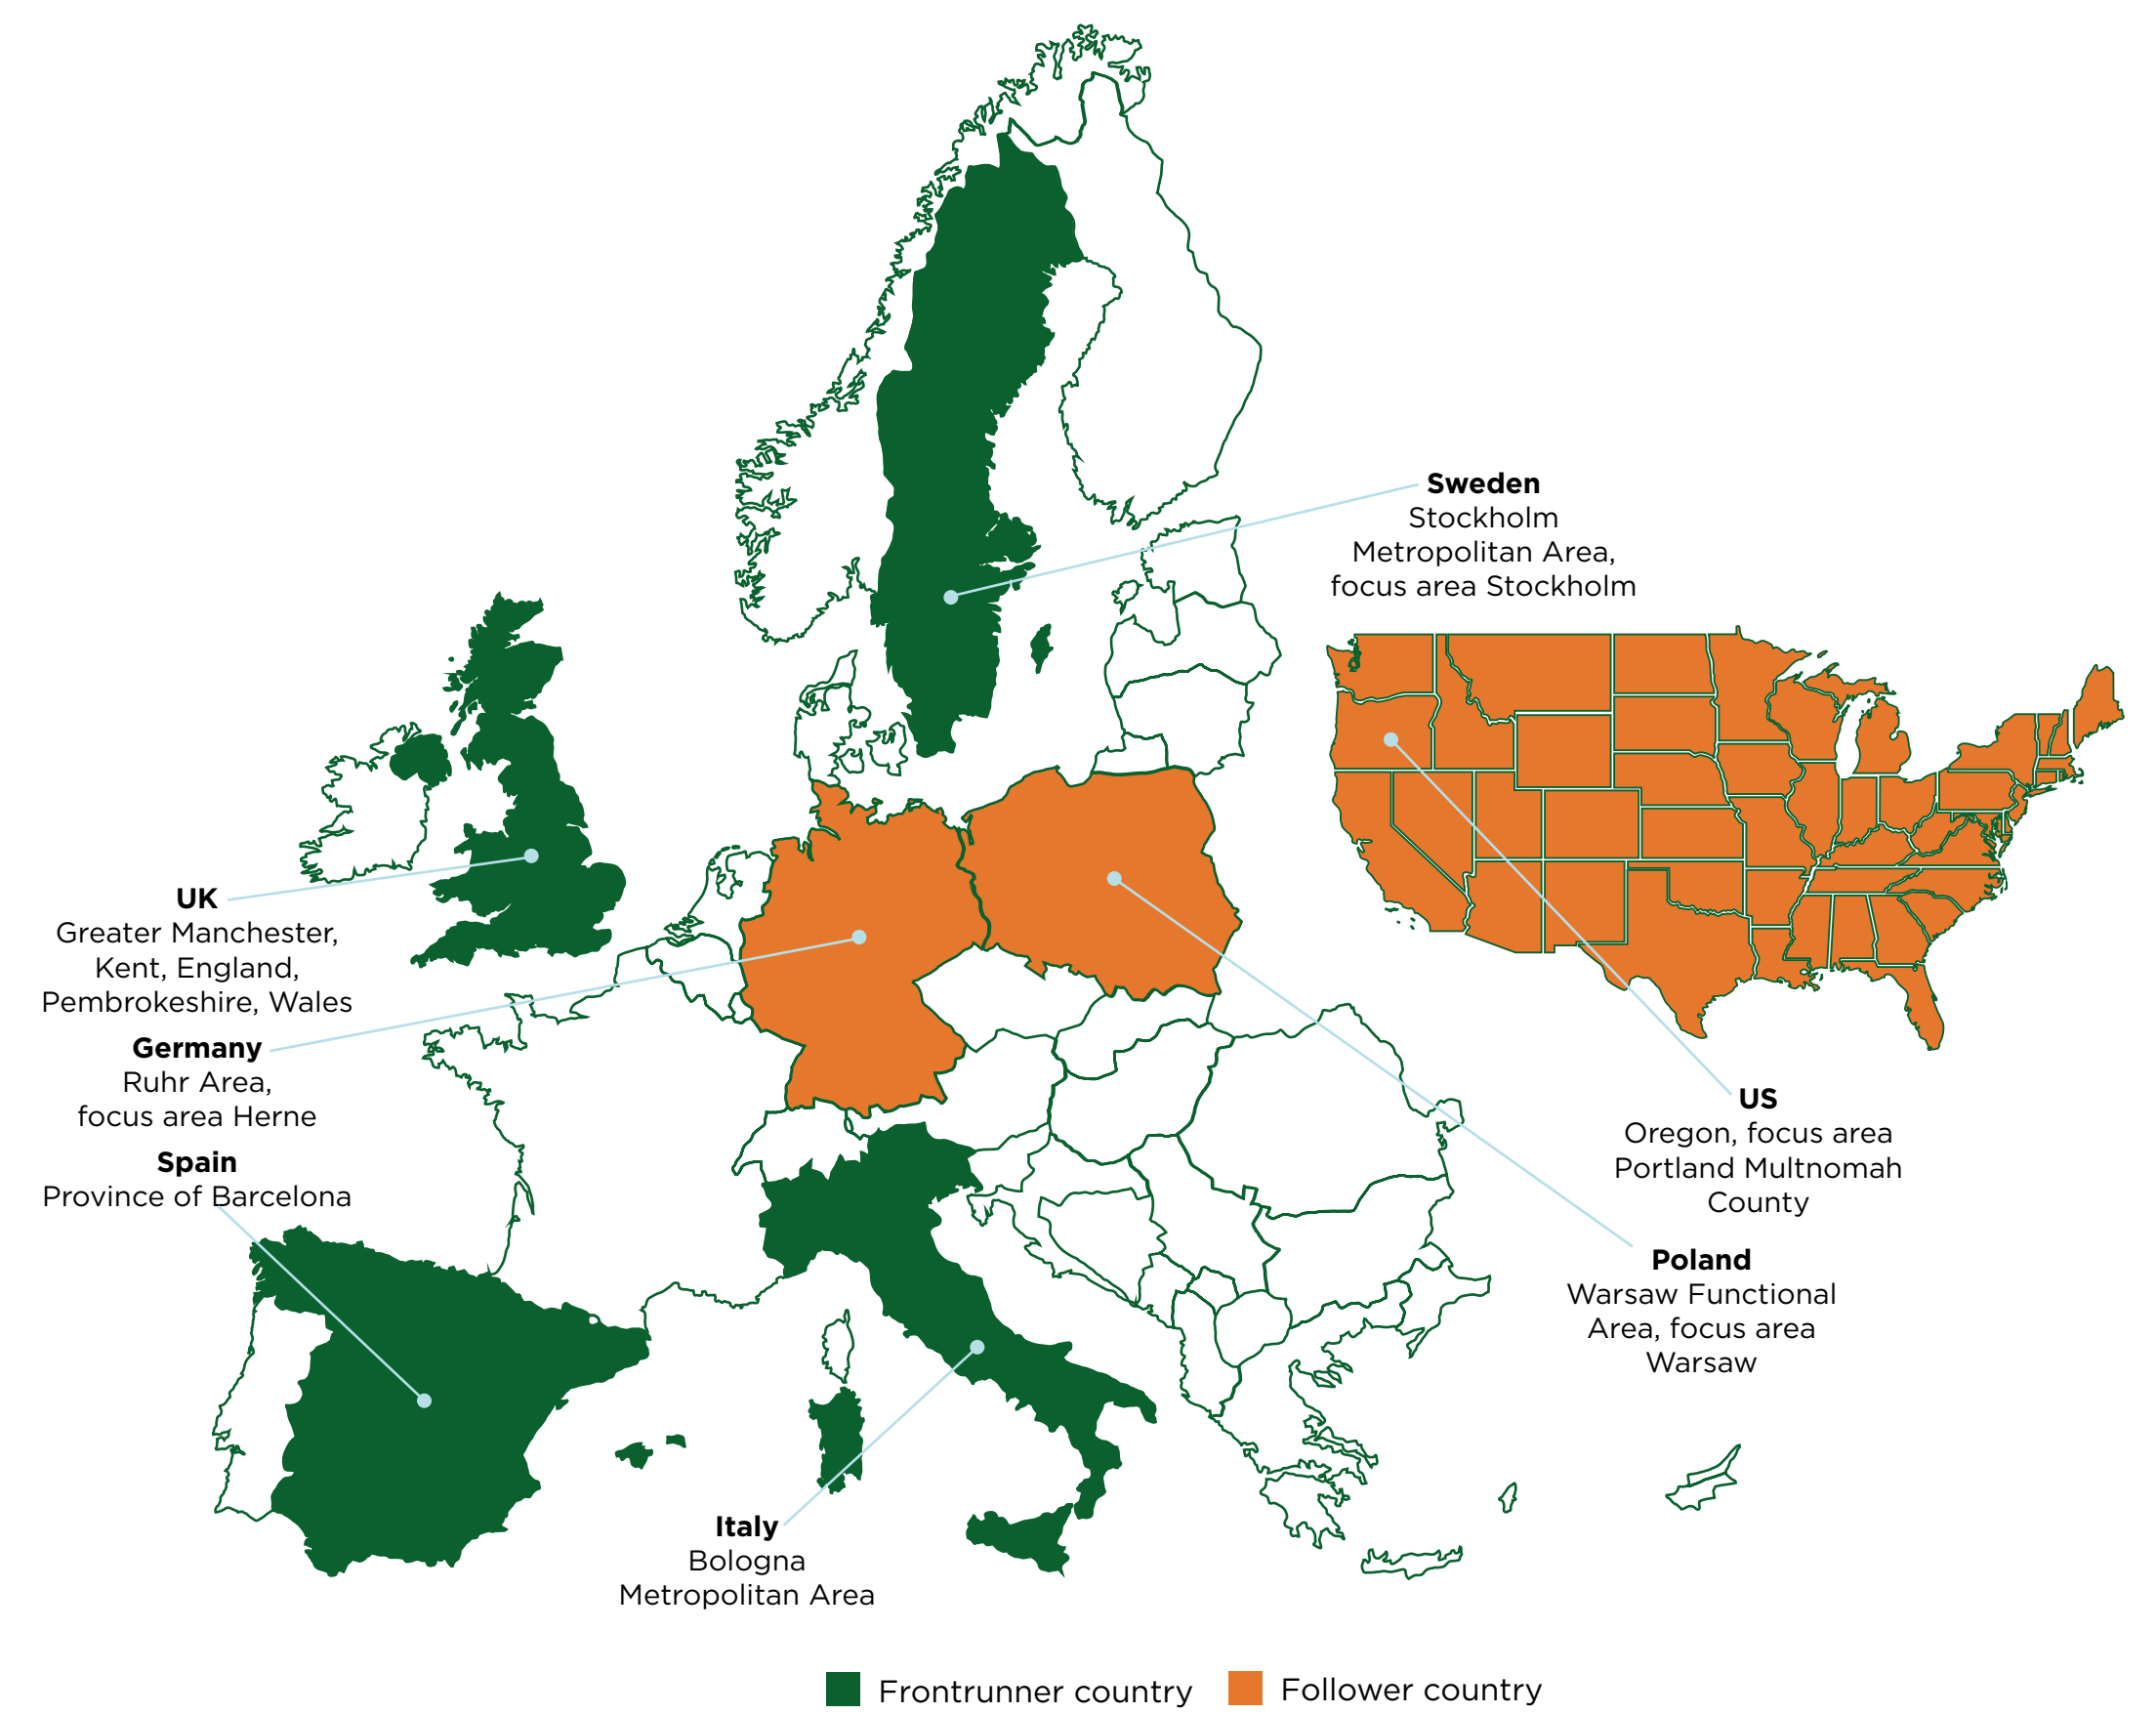 Sweden
Stockholm
Metropolitan Area,
focus area Stockholm
UK
Greater Manchester,
Kent, England,
Pembrokeshire, Wales
Germany
Ruhr Area,
focus area Herne
Spain
Province of Barcelona
US
Oregon, focus area
Portland Multnomah
County
Poland
Warsaw Functional
Area, focus area
Warsaw
Italy
Bologna
Metropolitan Area
Frontrunner country
Follower country